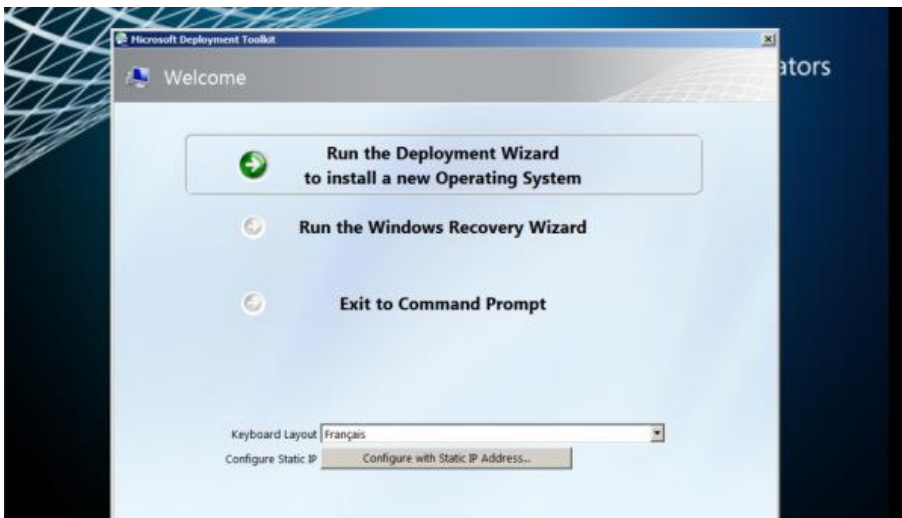 Microsoft Deployment Toolkit
ators
Welcome
Run the Deployment Wizard
to install a new Operating System
Run the Windows Recovery Wizard
Exit to Command Prompt
Keyboard Layout Français
Configure Static IP Configure with Static IP Address...